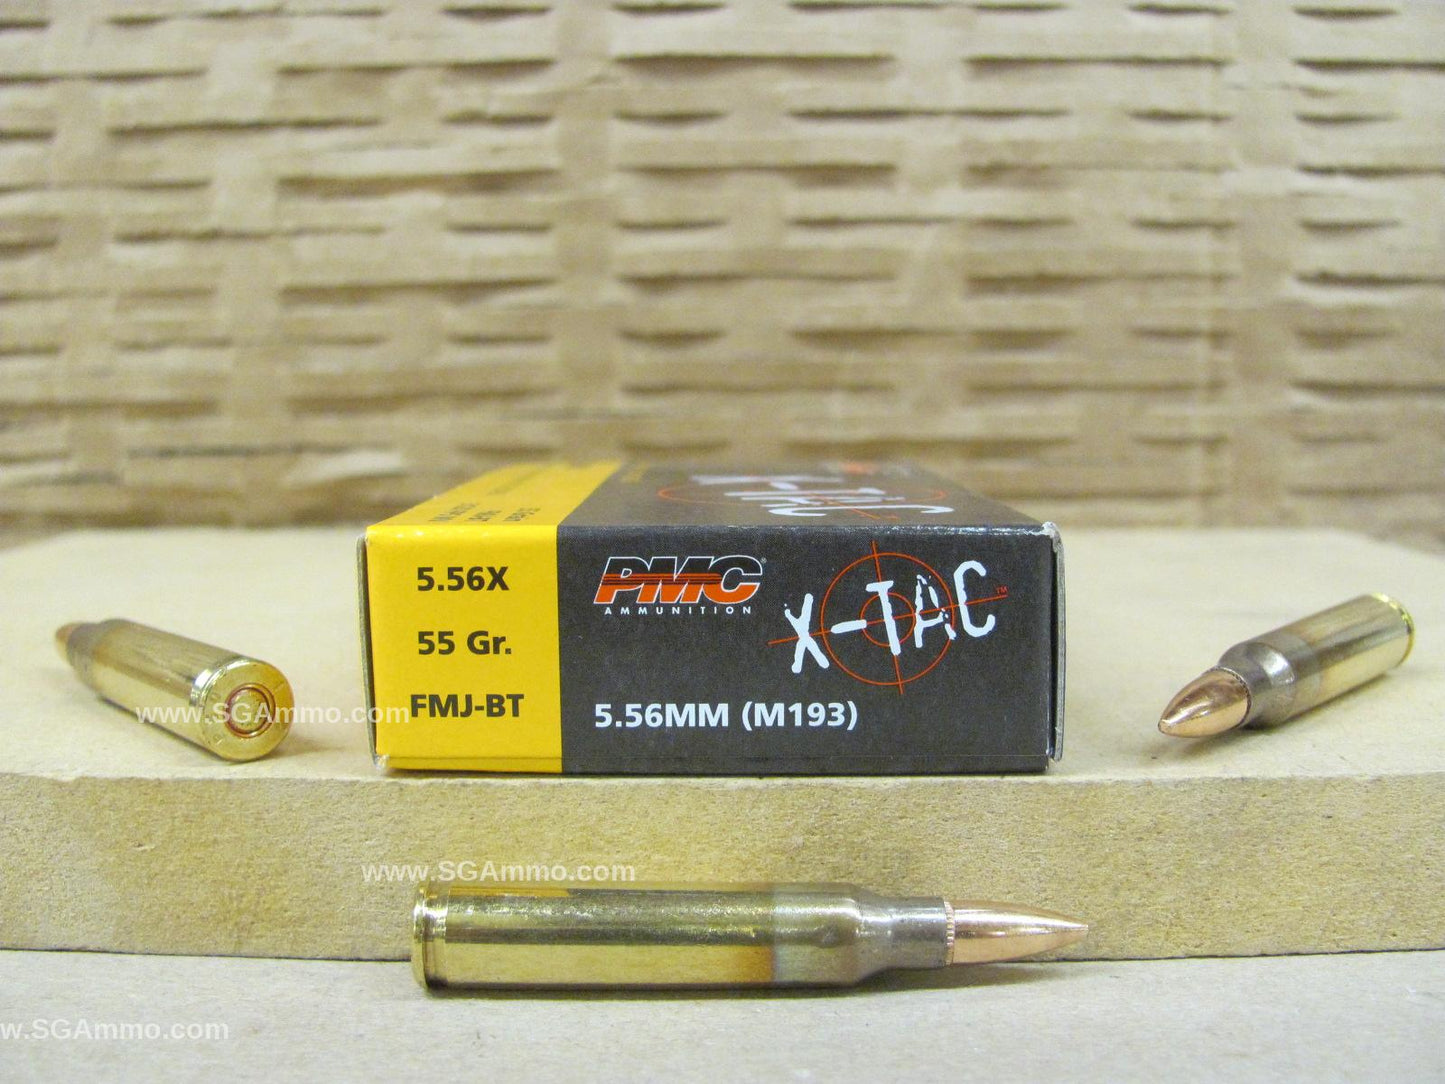 X-TAC
5.56X
55 Gr.
FMJ-BT
PMC®
AMMUNITION
X-TAC™
5.56MM (M193)
www.SGAmmo.com
www.SGAmmo.com
w.SGAmmo.com